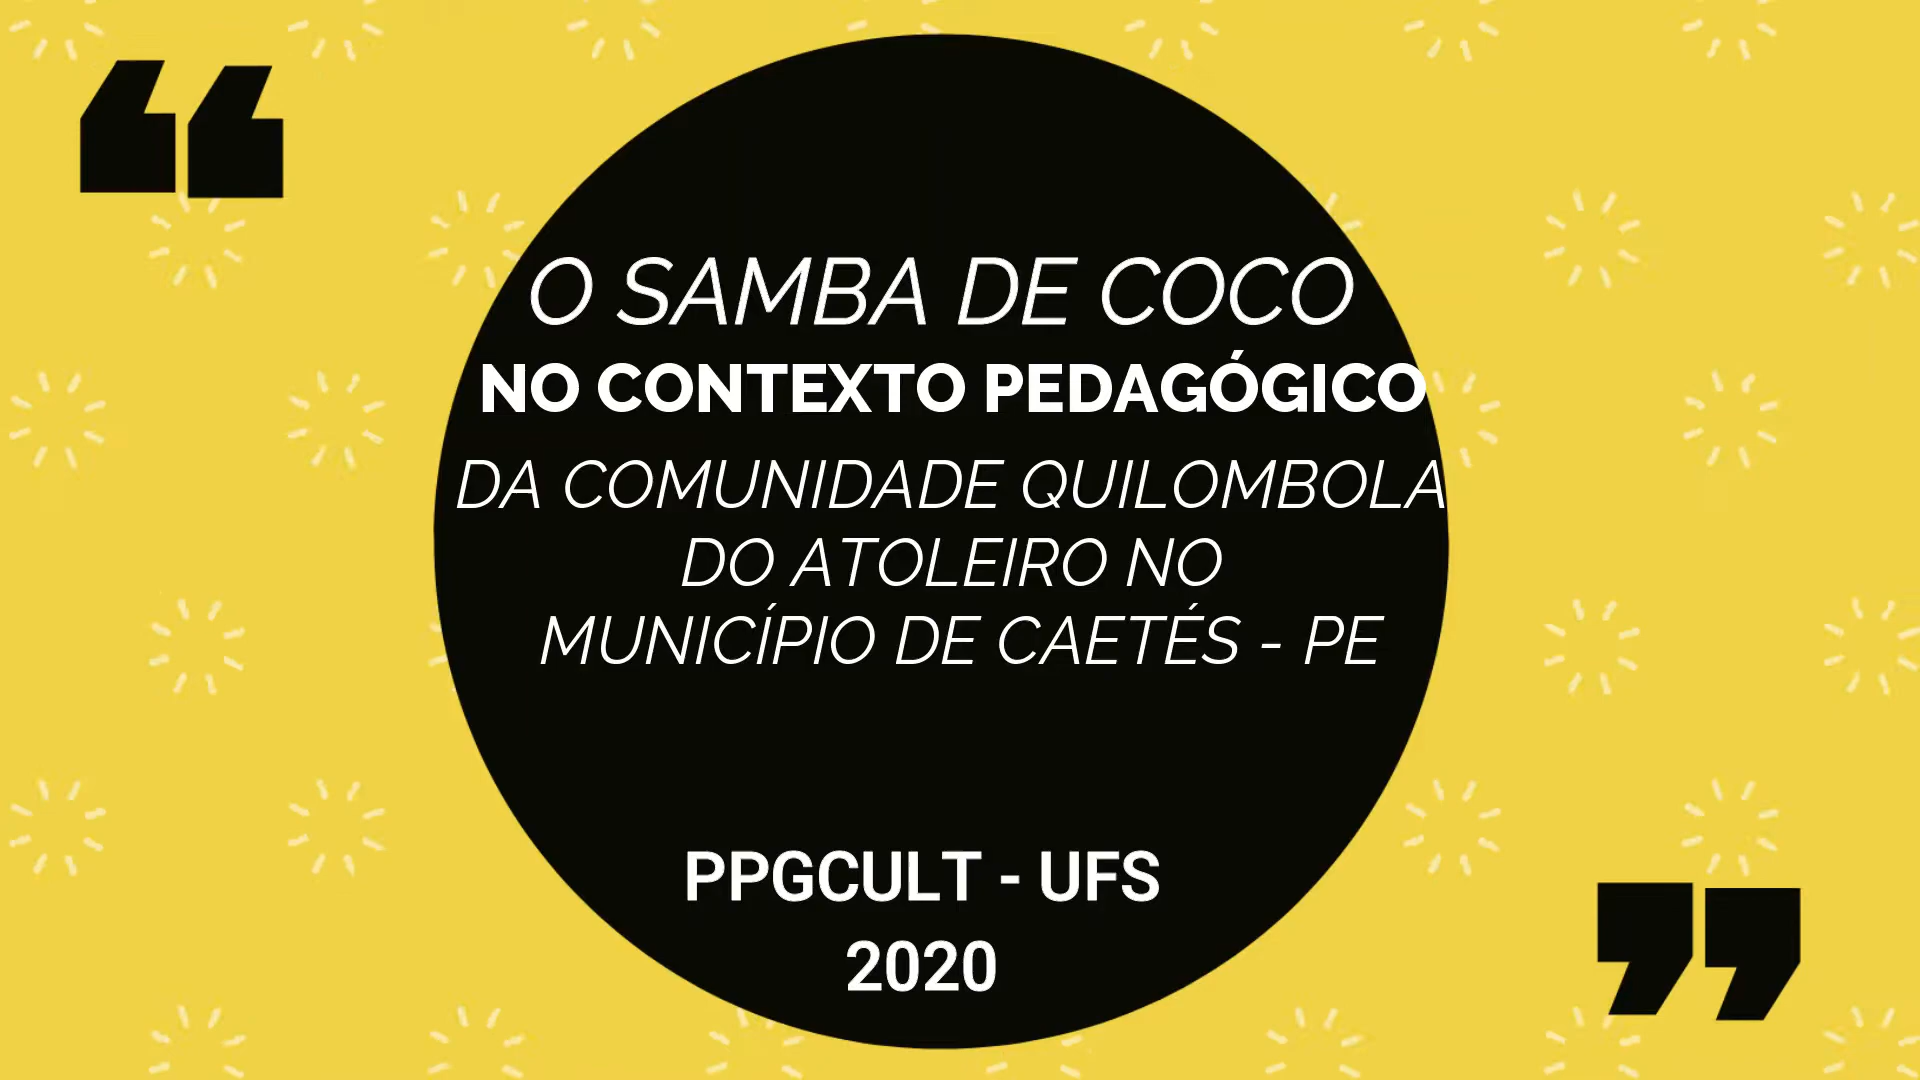 O SAMBA DE COCO
NO CONTEXTO PEDAGÓGICO
DA COMUNIDADE QUILOMBOLA
DO ATOLEIRO NO
MUNICÍPIO DE CAETÉS - PE
PPGCULT - UFS
2020